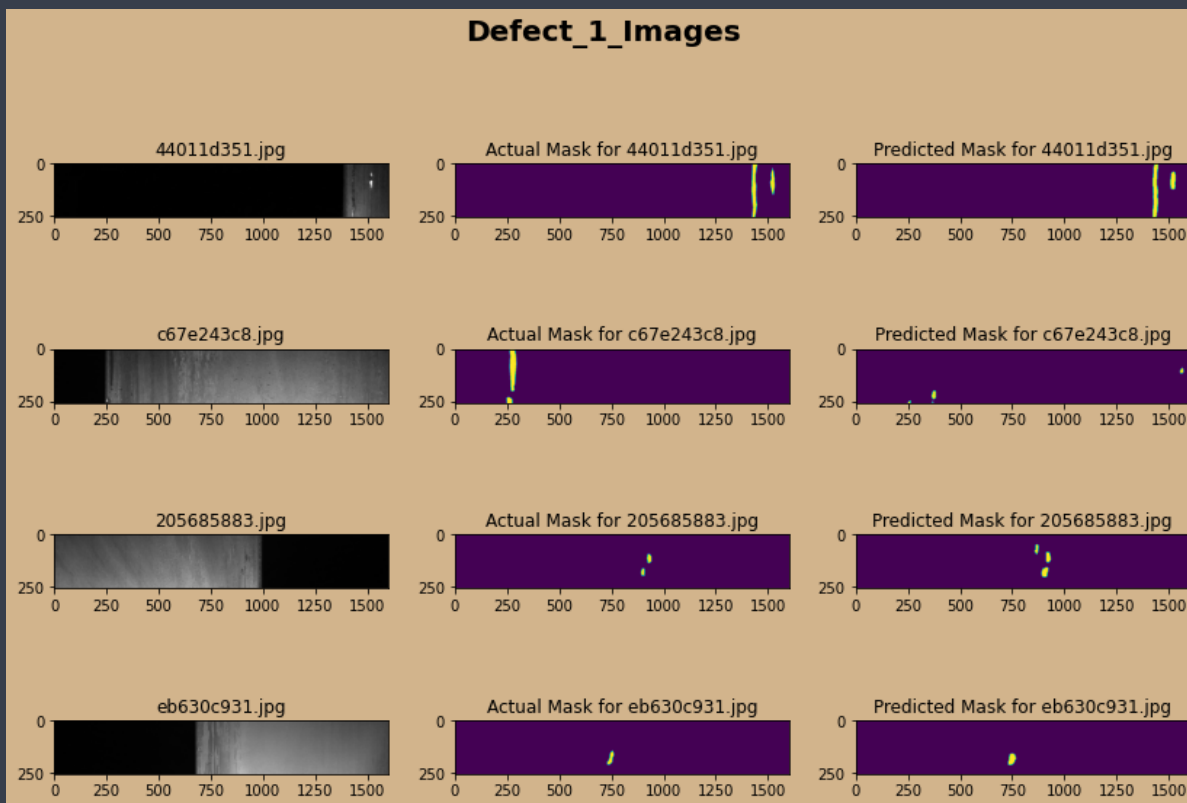 Defect_1_Images
44011d351.jpg
Actual Mask for 44011d351.jpg
Predicted Mask for 44011d351.jpg
0
250
0 250 500 750 1000 1250 1500
0
250
0 250 500 750 1000 1250 1500
0
250
0 250 500 750 1000 1250 1500
c67e243c8.jpg
Actual Mask for c67e243c8.jpg
Predicted Mask for c67e243c8.jpg
0
250
0 250 500 750 1000 1250 1500
0
250
0 250 500 750 1000 1250 1500
0
250
0 250 500 750 1000 1250 1500
205685883.jpg
Actual Mask for 205685883.jpg
Predicted Mask for 205685883.jpg
0
250
0 250 500 750 1000 1250 1500
0
250
0 250 500 750 1000 1250 1500
0
250
0 250 500 750 1000 1250 1500
eb630c931.jpg
Actual Mask for eb630c931.jpg
Predicted Mask for eb630c931.jpg
0
250
0 250 500 750 1000 1250 1500
0
250
0 250 500 750 1000 1250 1500
0
250
0 250 500 750 1000 1250 1500